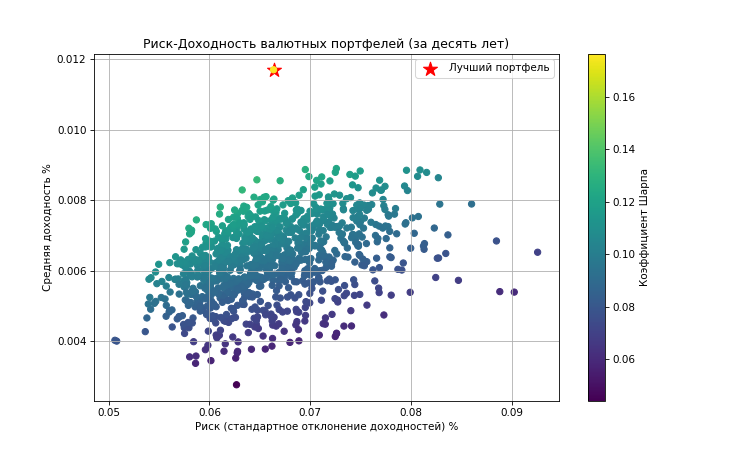 Риск-Доходность валютных портфелей (за десять лет)
Лучший портфель
Средняя доходность %
0.012
0.010
0.008
0.006
0.004
0.05 0.06 0.07 0.08 0.09
Риск (стандартное отклонение доходностей) %
0.16
0.14
0.12
0.10
0.08
0.06
Коэффициент Шарпа